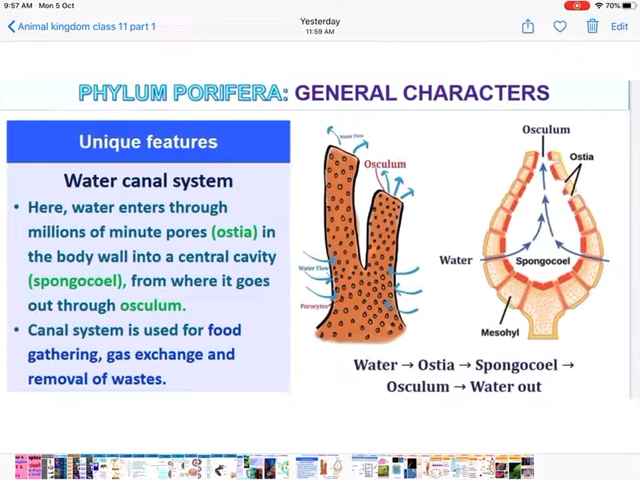 9:57 AM Mon 5 Oct
70%
Animal kingdom class 11 part 1
Yesterday
11:59 AM
Edit
PHYLUM PORIFERA: GENERAL CHARACTERS
Unique features
Water canal system
• Here, water enters through
millions of minute pores (ostia) in
the body wall into a central cavity
(spongocoel), from where it goes
out through osculum.
• Canal system is used for food
gathering, gas exchange and
removal of wastes.
Water Flow
Osculum
Water Flow
Porocytes
Osculum
Ostia
Water
Spongocoel
Mesohyl
Water → Ostia → Spongocoel →
Osculum → Water out